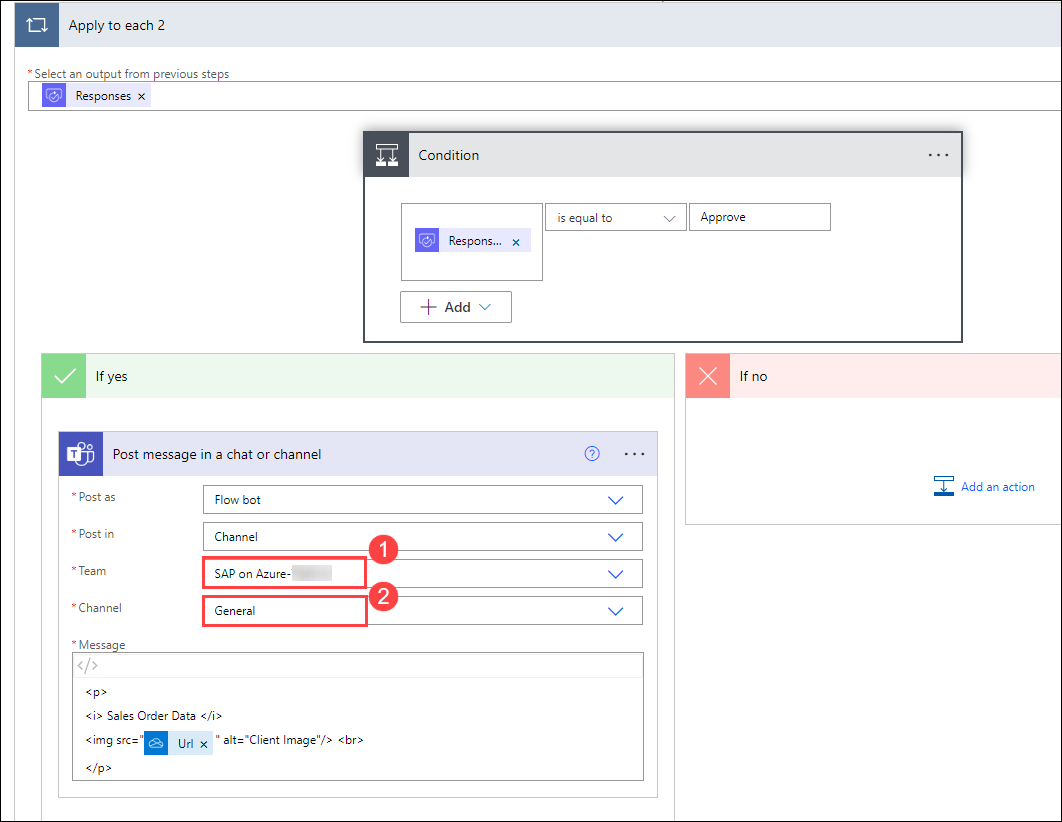 Apply to each 2
*Select an output from previous steps
Responses ×
Condition ...
Respons... ×
is equal to
Approve
+ Add
If yes
If no
Post message in a chat or channel ? ...
*Post as
Flow bot
*Post in
Channel
1
*Team
SAP on Azure-
2
*Channel
General
*Message
</>
<p>
<i> Sales Order Data </i>
<img src=" Url × " alt="Client Image"/> <br>
</p>
Add an action